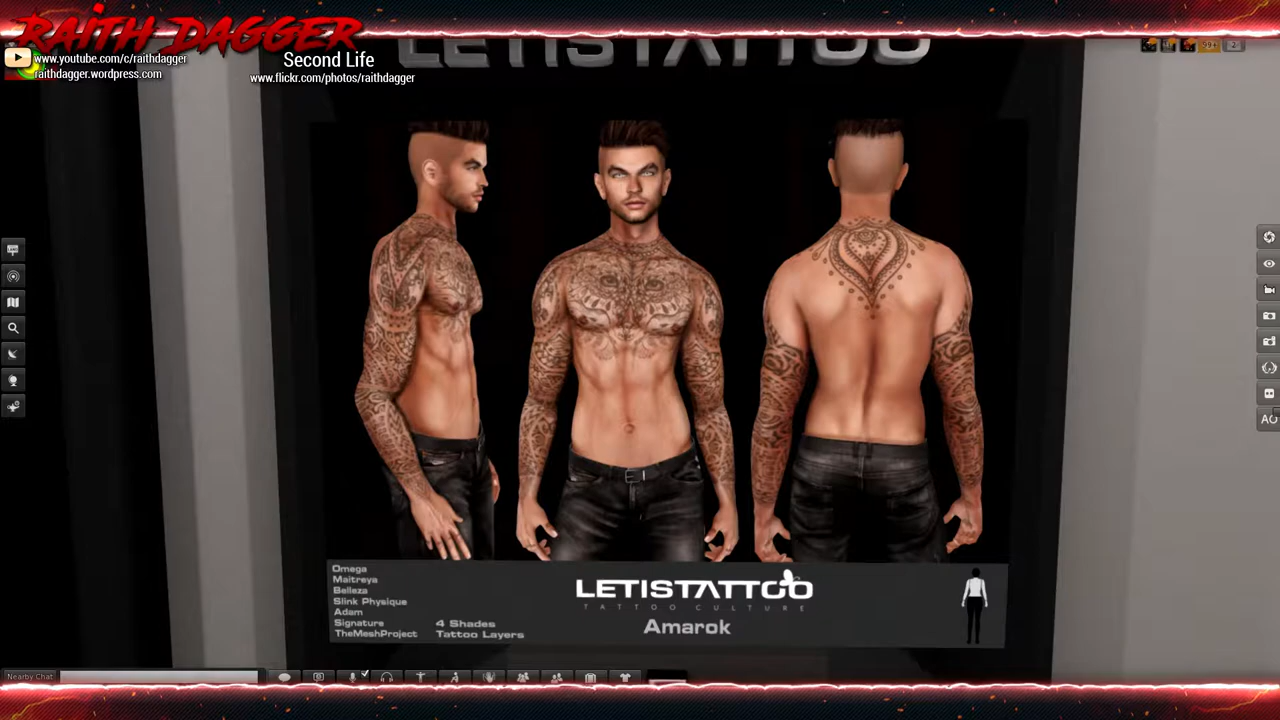 RAITH DAGGER
www.youtube.com/c/raithdagger
raithdagger.wordpress.com
Second Life
www.flickr.com/photos/raithdagger
LETISTATTOO
Omega
Maitreya
Belleza
Slink Physique
Adam
Signature
TheMeshProject
4 Shades
Tattoo Layers
LETISTATTOO
TATTOO CULTURE
Amarok
AO
Nearby Chat